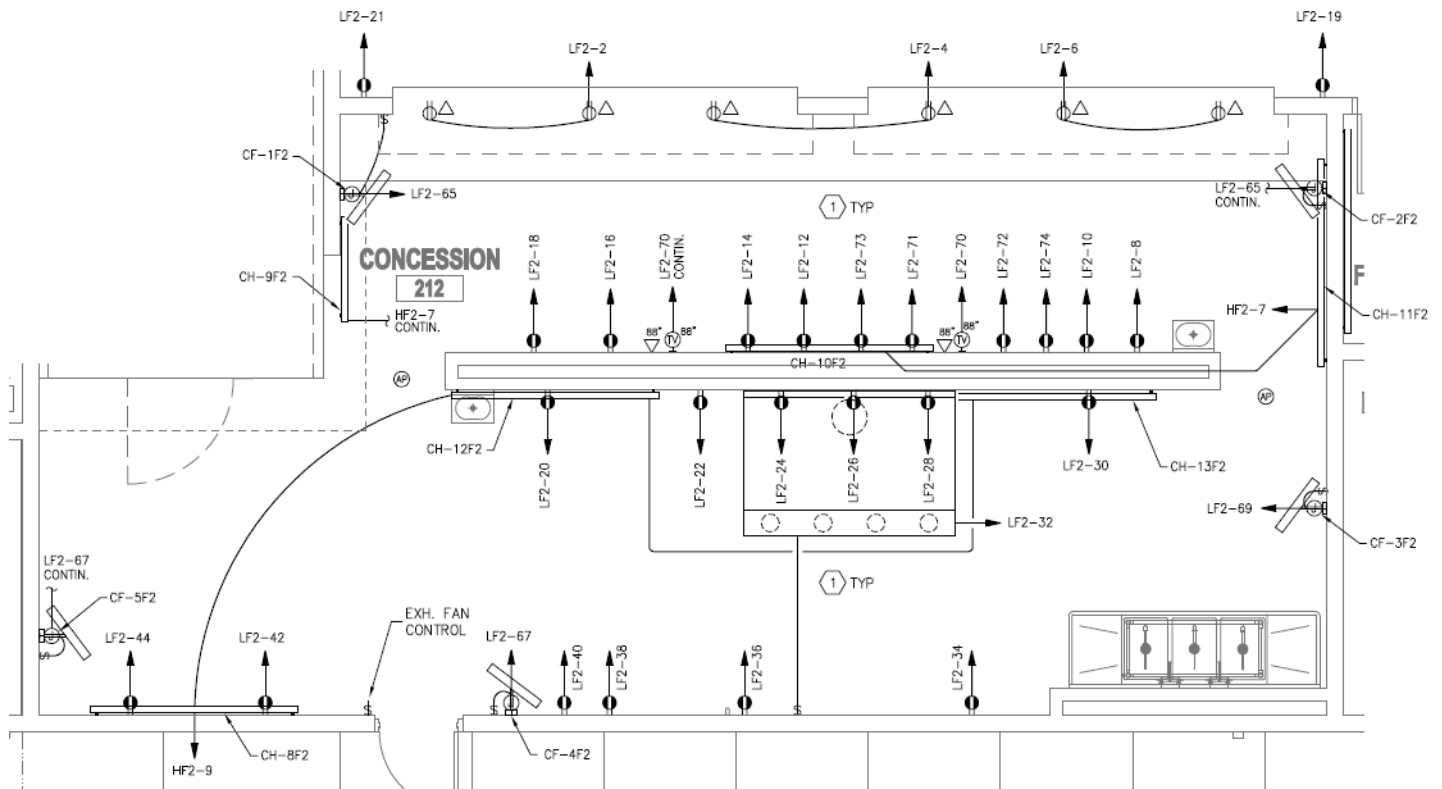 LF2-21
LF2-19
LF2-2
LF2-4
LF2-6
S
CF-1F2
J
LF2-65
1 TYP
LF2-65
CONTIN.
J
CF-2F2
CONCESSION
212
CH-9F2
HF2-7
CONTIN.
LF2-18
LF2-16
LF2-70
CONTIN.
LF2-14
LF2-12
LF2-73
LF2-71
LF2-70
LF2-72
LF2-74
LF2-10
LF2-8
F
HF2-7
CH-11F2
88"
TV
88"
88"
TV
88"
CH-10F2
AP
AP
CH-12F2
LF2-20
LF2-22
LF2-24
LF2-26
LF2-28
LF2-30
CH-13F2
LF2-32
LF2-69
J
S
CF-3F2
1 TYP
LF2-67
CONTIN.
CF-5F2
J
S
LF2-44
LF2-42
EXH. FAN
CONTROL
LF2-67
LF2-40
LF2-38
LF2-36
LF2-34
S
S
J
S
CH-8F2
CF-4F2
HF2-9